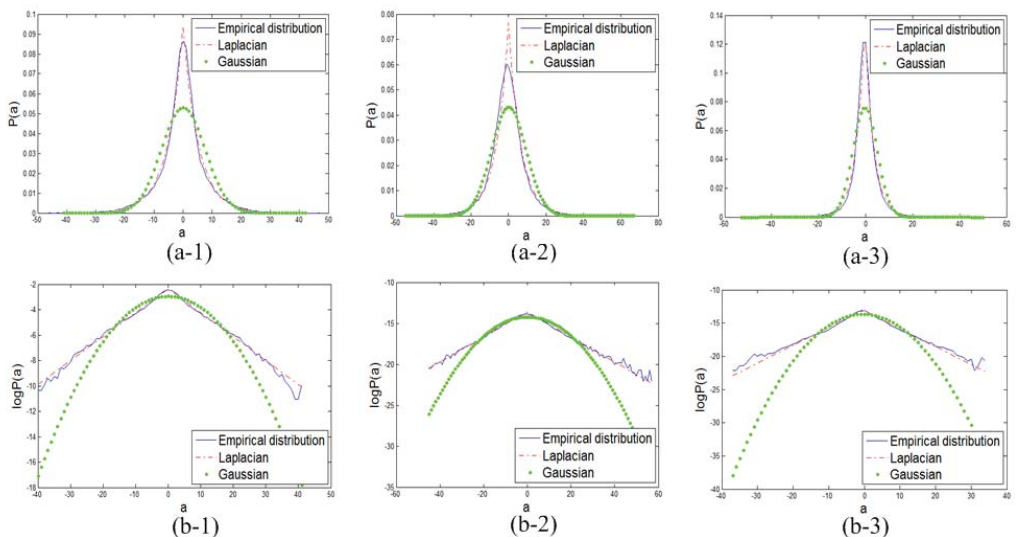 0.1
0.09
0.08
0.07
0.06
0.05
0.04
0.03
0.02
0.01
0
P(a)
Empirical distribution
Laplacian
Gaussian
-50 -40 -30 -20 -10 0 10 20 30 40 50
a
(a-1)
0.08
0.07
0.06
0.05
0.04
0.03
0.02
0.01
0
P(a)
Empirical distribution
Laplacian
Gaussian
-60 -40 -20 0 20 40 60 80
a
(a-2)
0.14
0.12
0.1
0.08
0.06
0.04
0.02
0
P(a)
Empirical distribution
Laplacian
Gaussian
-60 -40 -20 0 20 40 60
a
(a-3)
-2
-4
-6
-8
-10
-12
-14
-16
-18
logP(a)
Empirical distribution
Laplacian
Gaussian
-40 -30 -20 -10 0 10 20 30 40 50
a
(b-1)
-10
-15
-20
-25
-30
-35
logP(a)
Empirical distribution
Laplacian
Gaussian
-60 -40 -20 0 20 40 60
a
(b-2)
-10
-15
-20
-25
-30
-35
-40
logP(a)
Empirical distribution
Laplacian
Gaussian
-40 -30 -20 -10 0 10 20 30 40
a
(b-3)